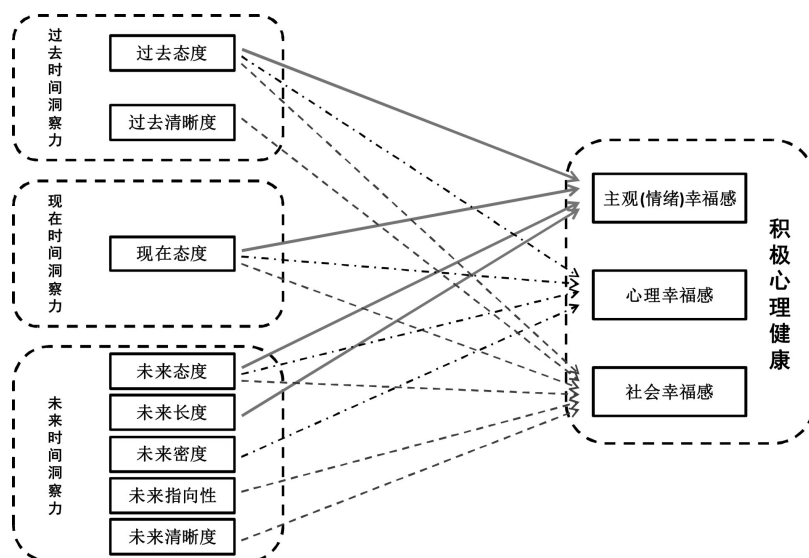 过去时间洞察力
过去态度
过去清晰度
现在时间洞察力
现在态度
未来时间洞察力
未来态度
未来长度
未来密度
未来指向性
未来清晰度
主观(情绪)幸福感
心理幸福感
社会幸福感
积极心理健康